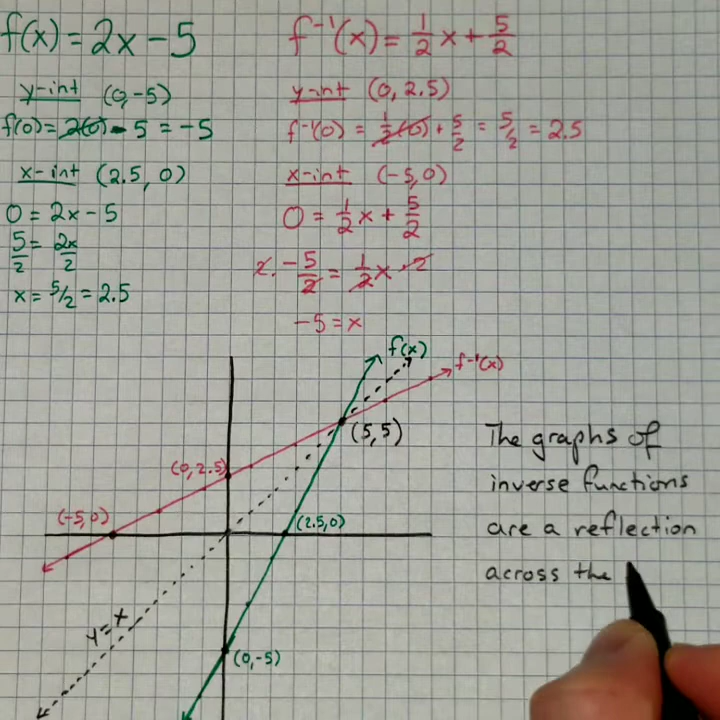 f(x) = 2x - 5
y-int (0,-5)
f(0) = 2(0) - 5 = -5
x-int (2.5, 0)
0 = 2x - 5
5/2 = 2x/2
x = 5/2 = 2.5
f⁻¹(x) = 1/2 x + 5/2
y-int (0, 2.5)
f⁻¹(0) = 1/2(0) + 5/2 = 5/2 = 2.5
x-int (-5,0)
0 = 1/2 x + 5/2
2· -5/2 = 1/2 x ·2
-5 = x
f(x)
f⁻¹(x)
(5,5)
(0,2.5)
(-5,0)
(2.5,0)
y=x
(0,-5)
The graphs of
inverse functions
are a reflection
across the